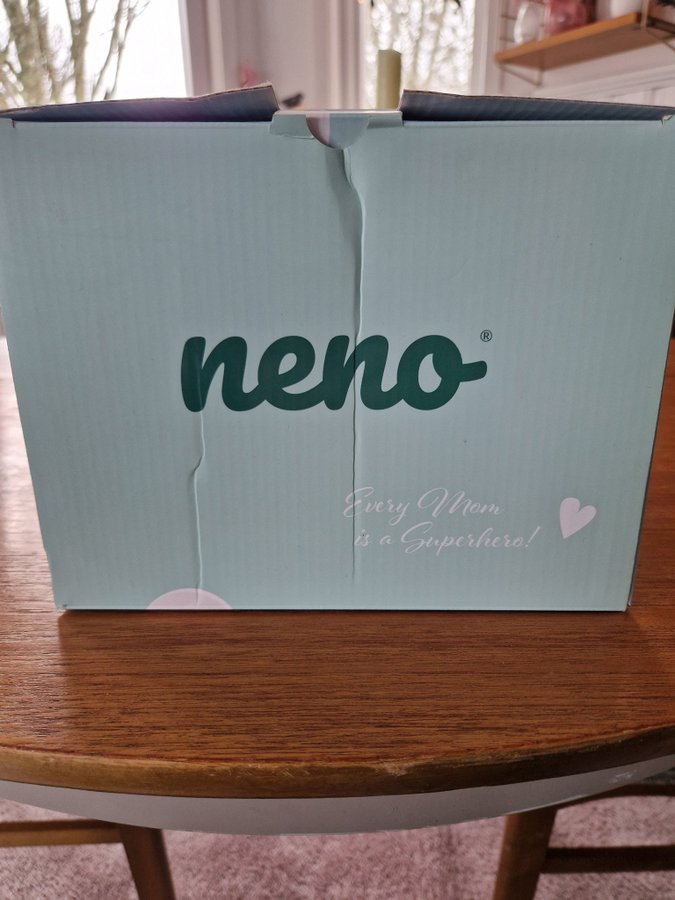 neno®
Every Mom
is a Superhero!